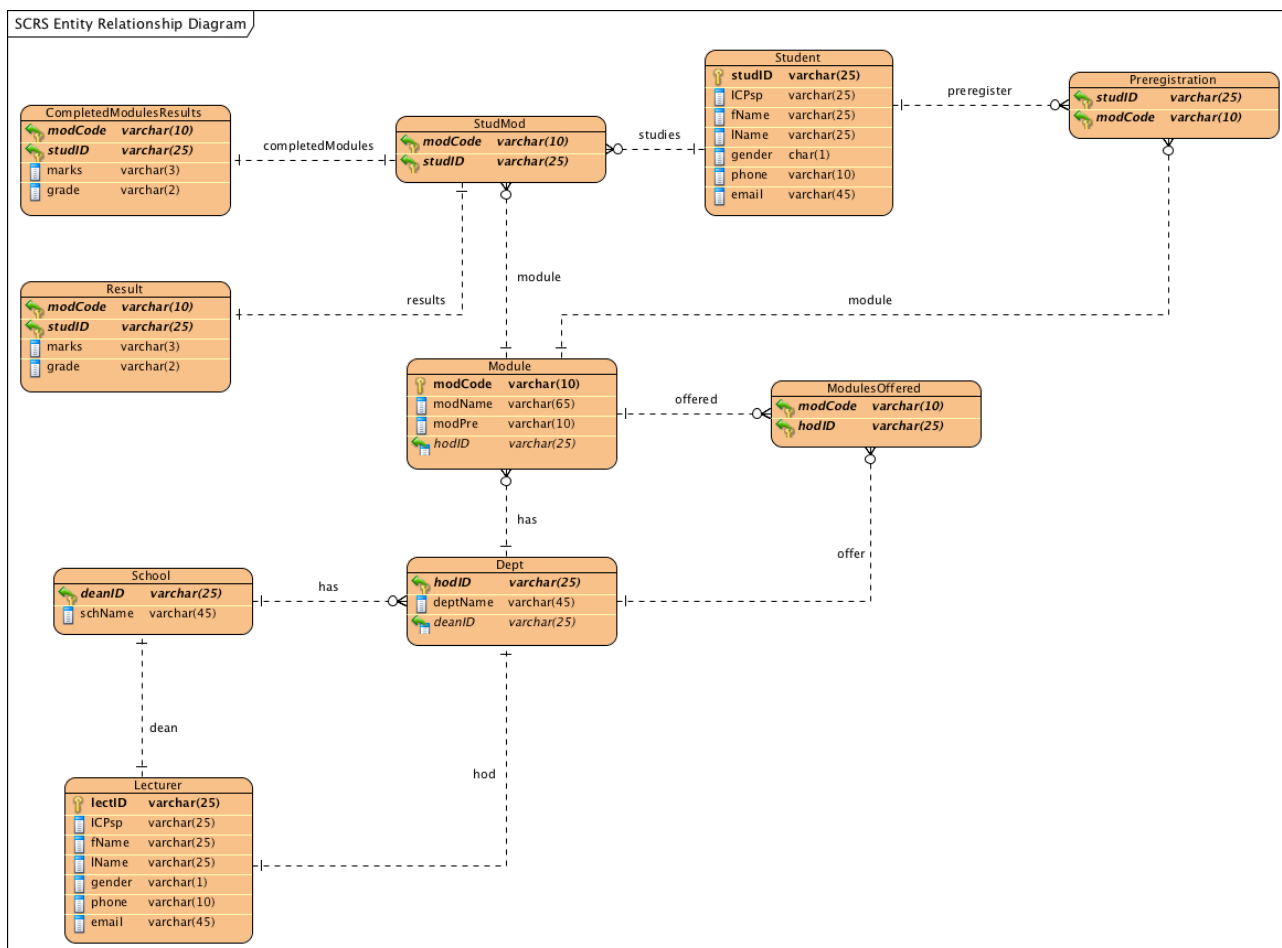 SCRS Entity Relationship Diagram
Student
studID varchar(25)
ICPsp varchar(25)
fName varchar(25)
lName varchar(25)
gender char(1)
phone varchar(10)
email varchar(45)
preregister
Preregistration
studID varchar(25)
modCode varchar(10)
CompletedModulesResults
modCode varchar(10)
studID varchar(25)
marks varchar(3)
grade varchar(2)
completedModules
StudMod
modCode varchar(10)
studID varchar(25)
studies
module
module
Result
modCode varchar(10)
studID varchar(25)
marks varchar(3)
grade varchar(2)
results
Module
modCode varchar(10)
modName varchar(65)
modPre varchar(10)
hodID varchar(25)
offered
ModulesOffered
modCode varchar(10)
hodID varchar(25)
has
offer
School
deanID varchar(25)
schName varchar(45)
has
Dept
hodID varchar(25)
deptName varchar(45)
deanID varchar(25)
dean
hod
Lecturer
lectID varchar(25)
ICPsp varchar(25)
fName varchar(25)
lName varchar(25)
gender varchar(1)
phone varchar(10)
email varchar(45)